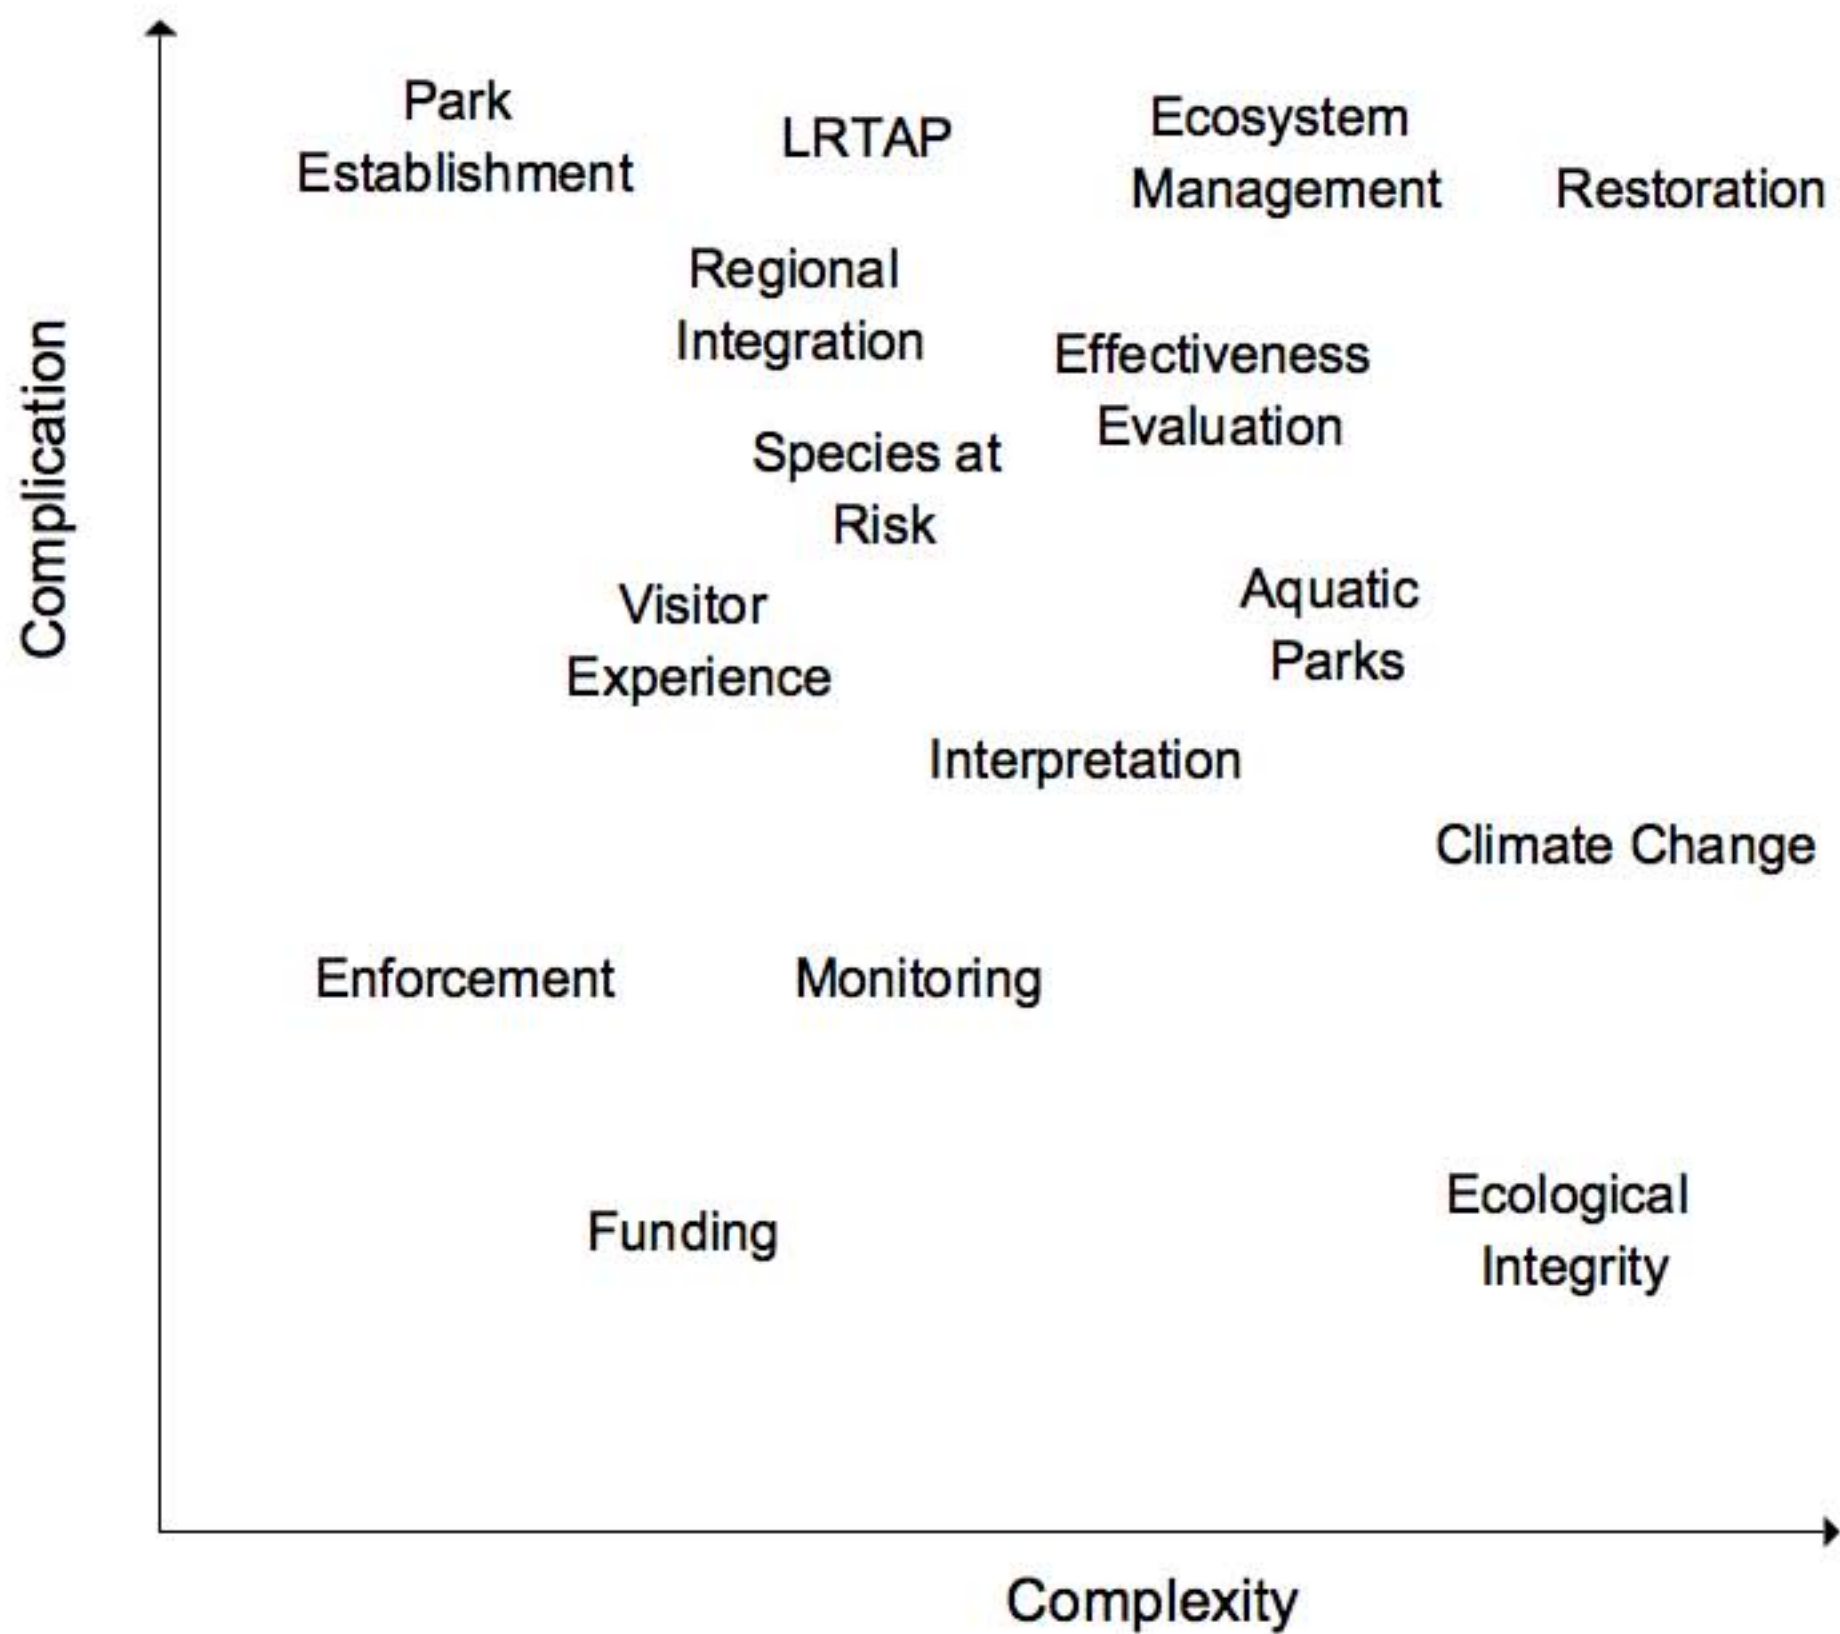 Park
Establishment
LRTAP
Ecosystem
Management
Restoration
Regional
Integration
Effectiveness
Evaluation
Species at
Risk
Visitor
Experience
Aquatic
Parks
Interpretation
Climate Change
Enforcement
Monitoring
Funding
Ecological
Integrity
Complication
Complexity